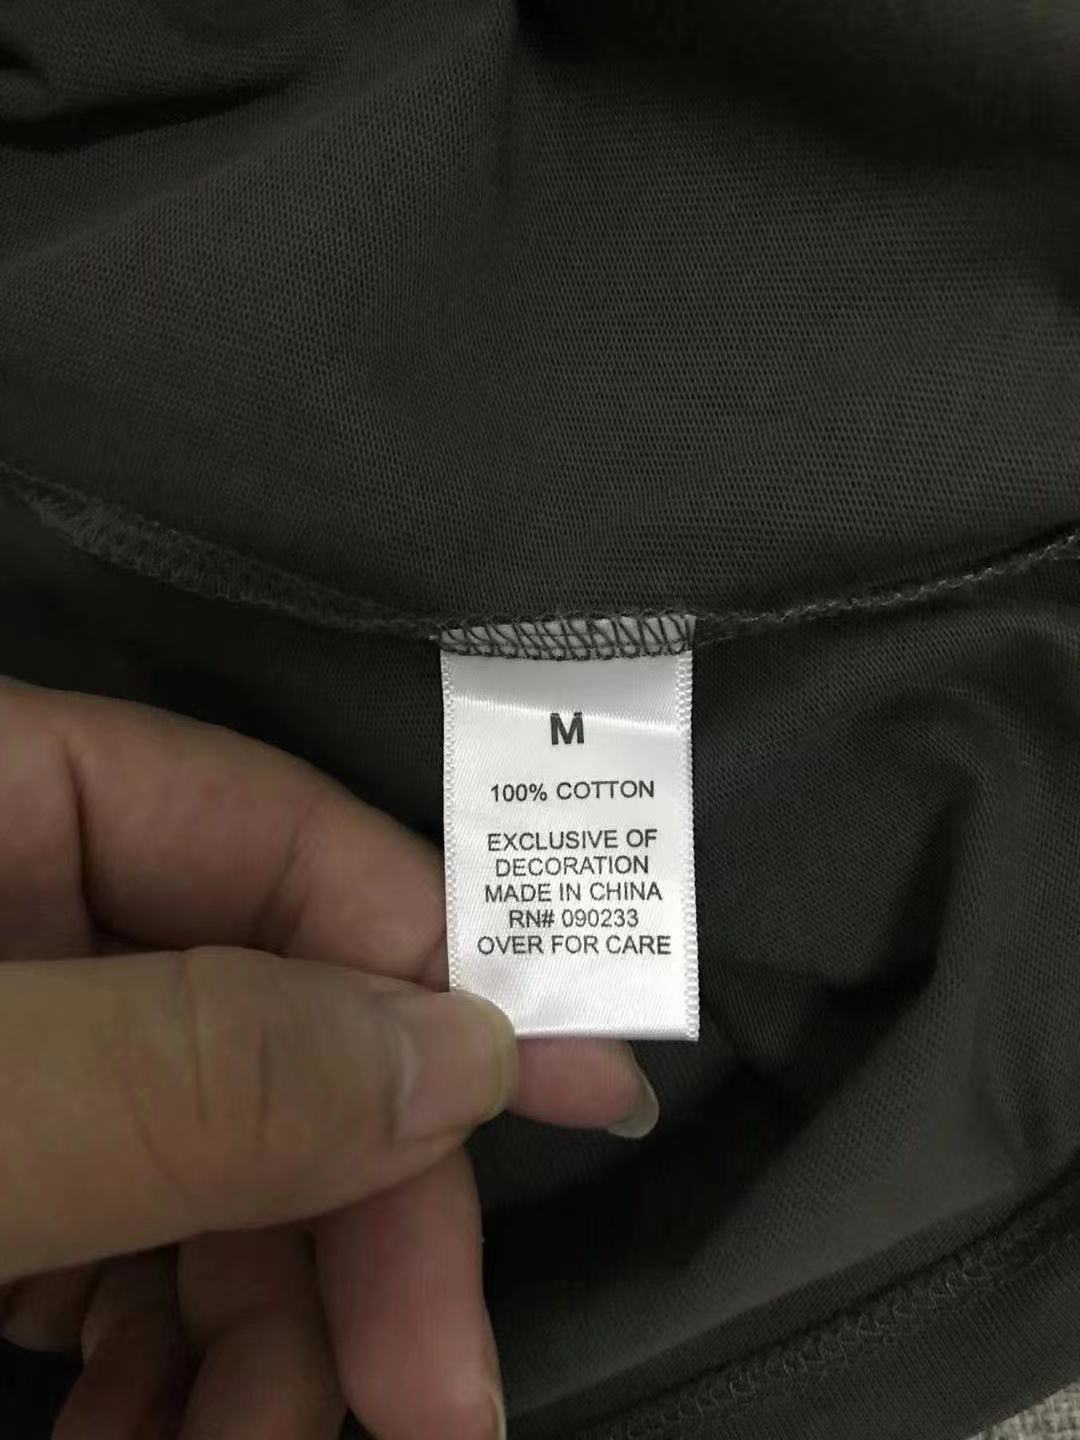 M
100% COTTON
EXCLUSIVE OF
DECORATION
MADE IN CHINA
RN# 090233
OVER FOR CARE